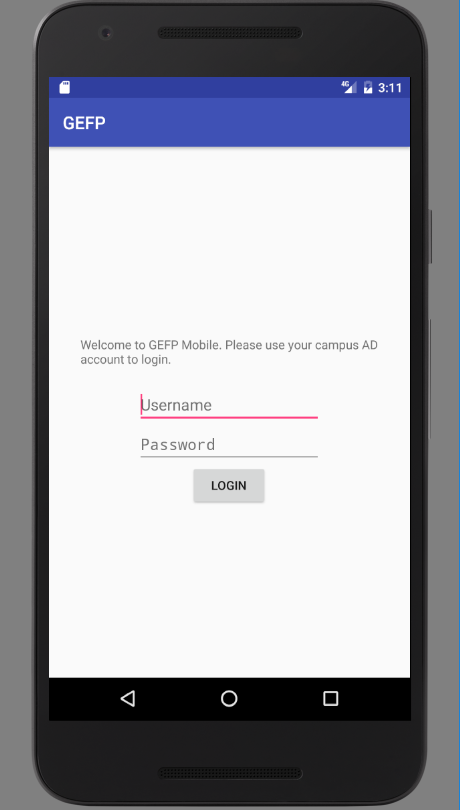 4G 3:11
GEFP
Welcome to GEFP Mobile. Please use your campus AD
account to login.
Username
Password
LOGIN